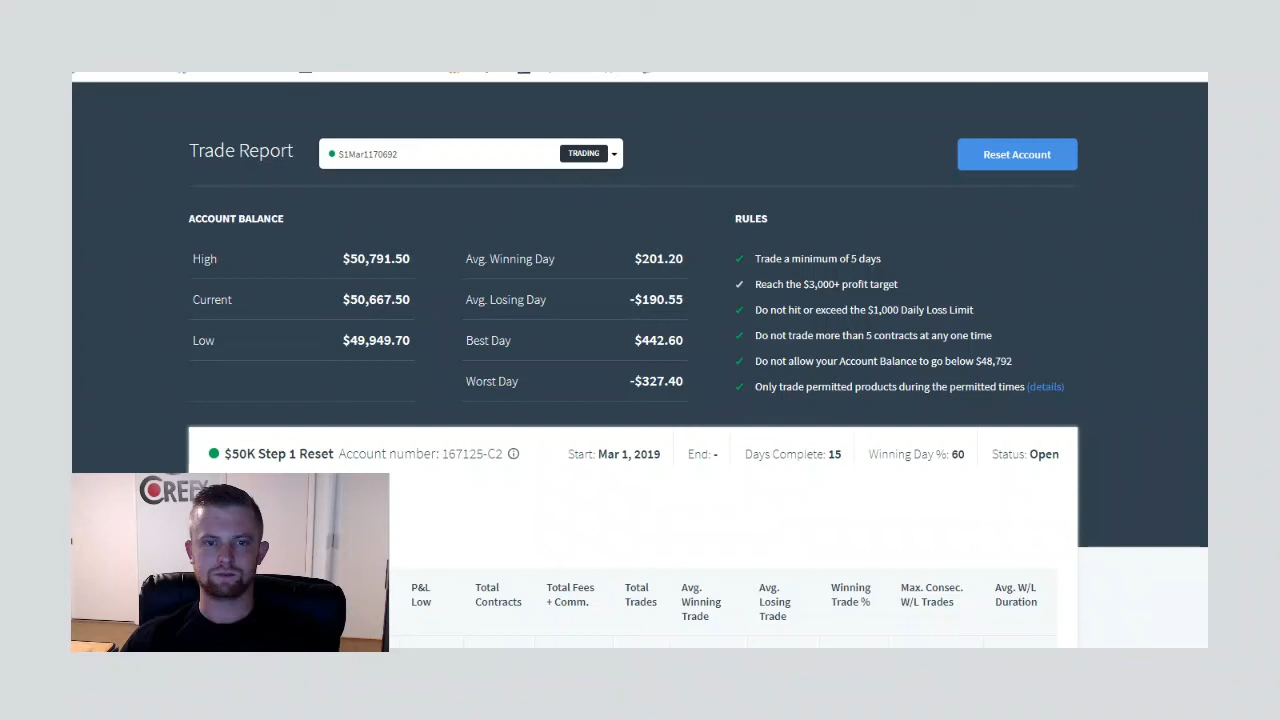 Trade Report
S1Mar1170692
TRADING
Reset Account
ACCOUNT BALANCE
High $50,791.50
Current $50,667.50
Low $49,949.70
Avg. Winning Day $201.20
Avg. Losing Day -$190.55
Best Day $442.60
Worst Day -$327.40
RULES
Trade a minimum of 5 days
Reach the $3,000+ profit target
Do not hit or exceed the $1,000 Daily Loss Limit
Do not trade more than 5 contracts at any one time
Do not allow your Account Balance to go below $48,792
Only trade permitted products during the permitted times (details)
$50K Step 1 Reset Account number: 167125-C2 Start: Mar 1, 2019 End: - Days Complete: 15 Winning Day %: 60 Status: Open
P&L
Low
Total
Contracts
Total Fees
+ Comm.
Total
Trades
Avg.
Winning
Trade
Avg.
Losing
Trade
Winning
Trade %
Max. Consec.
W/L Trades
Avg. W/L
Duration